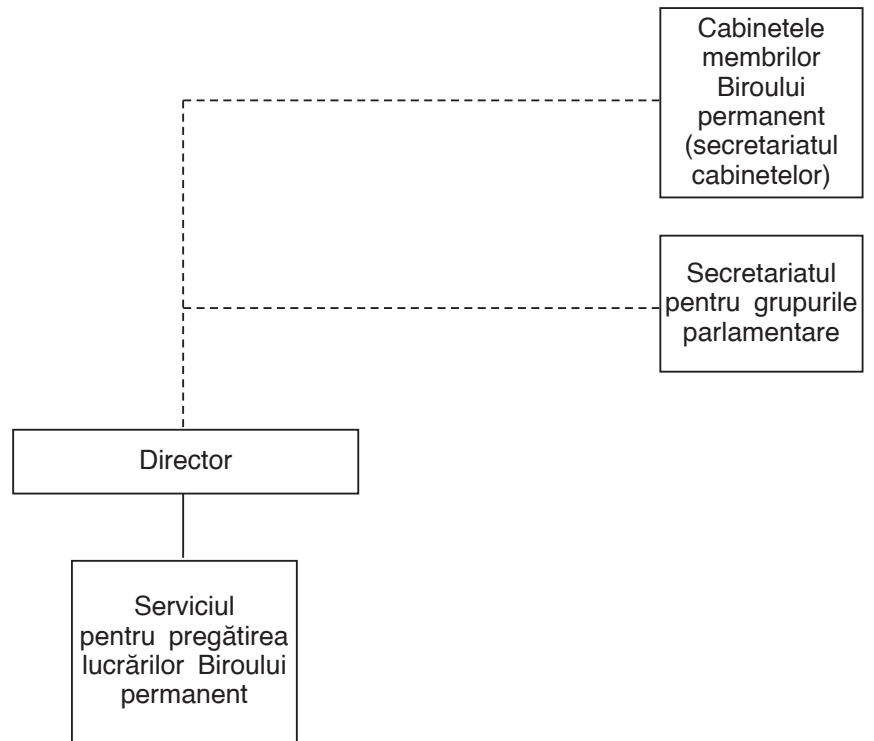 Cabinetele
membrilor
Biroului
permanent
(secretariatul
cabinetelor)
Secretariatul
pentru grupurile
parlamentare
Director
Serviciul
pentru pregătirea
lucrărilor Biroului
permanent